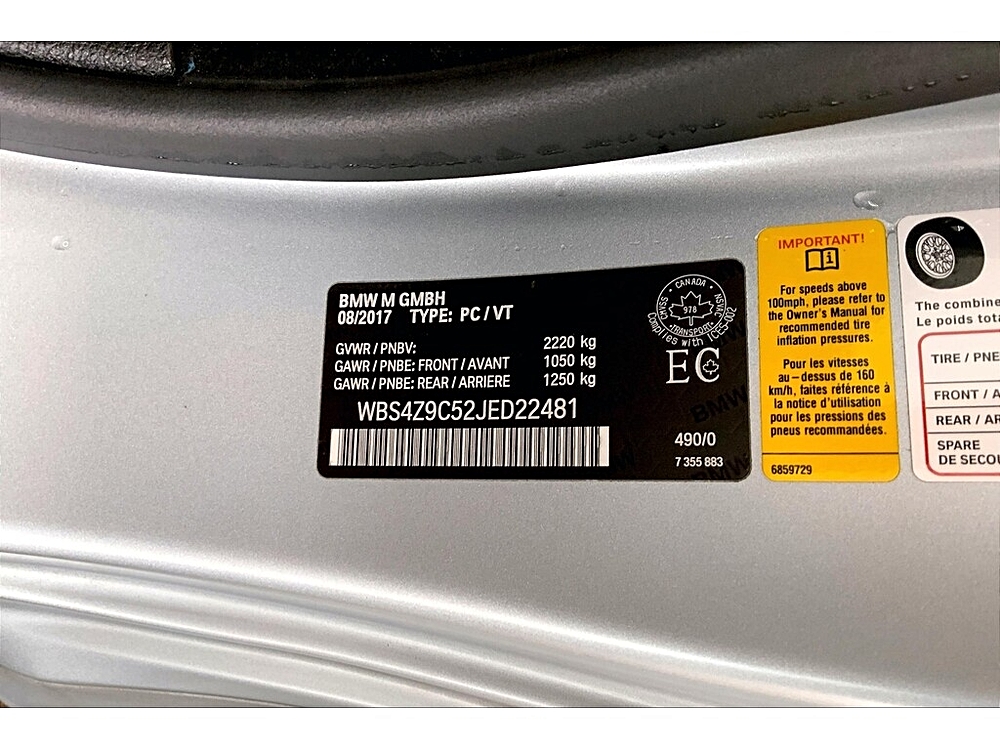 BMW M GMBH
08/2017 TYPE: PC / VT
GVWR / PNBV: 2220 kg
GAWR / PNBE: FRONT / AVANT 1050 kg
GAWR / PNBE: REAR / ARRIERE 1250 kg
WBS4Z9C52JED22481
CANADA
978
TRANSPORT
Complies with ICES-002
EC
490/0
7 355 883
IMPORTANT!
For speeds above
100mph, please refer to
the Owner's Manual for
recommended tire
inflation pressures.
Pour les vitesses
au-dessus de 160
km/h, faites référence à
la notice d'utilisation
pour les pressions des
pneus recommandées.
6859729
The combine
Le poids tota
TIRE / PNE
FRONT / A
REAR / AR
SPARE
DE SECOU